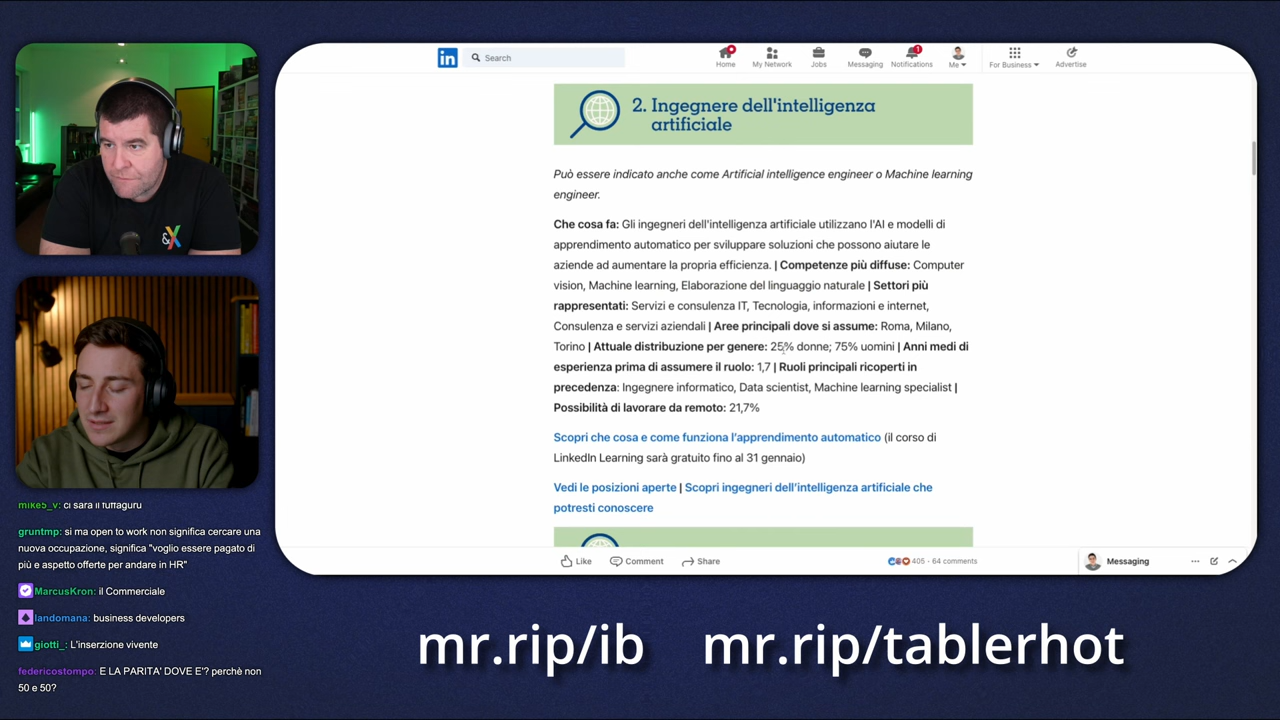 in Search
Home
My Network
Jobs
Messaging
1
Notifications
Me
For Business
Advertise
2. Ingegnere dell'intelligenza
artificiale
Può essere indicato anche come Artificial intelligence engineer o Machine learning
engineer.
Che cosa fa: Gli ingegneri dell'intelligenza artificiale utilizzano l'AI e modelli di
apprendimento automatico per sviluppare soluzioni che possono aiutare le
aziende ad aumentare la propria efficienza. | Competenze più diffuse: Computer
vision, Machine learning, Elaborazione del linguaggio naturale | Settori più
rappresentati: Servizi e consulenza IT, Tecnologia, informazioni e internet,
Consulenza e servizi aziendali | Aree principali dove si assume: Roma, Milano,
Torino | Attuale distribuzione per genere: 25% donne; 75% uomini | Anni medi di
esperienza prima di assumere il ruolo: 1,7 | Ruoli principali ricoperti in
precedenza: Ingegnere informatico, Data scientist, Machine learning specialist |
Possibilità di lavorare da remoto: 21,7%
Scopri che cosa e come funziona l'apprendimento automatico (il corso di
LinkedIn Learning sarà gratuito fino al 31 gennaio)
Vedi le posizioni aperte | Scopri ingegneri dell'intelligenza artificiale che
potresti conoscere
Like
Comment
Share
405 · 64 comments
Messaging
&X
mike5_v: ci sarà il fuffaguru
gruntmp: si ma open to work non significa cercare una
nuova occupazione, significa "voglio essere pagato di
più e aspetto offerte per andare in HR"
MarcusKron: il Commerciale
landomana: business developers
giotti_: L'inserzione vivente
federicostompo: E LA PARITA' DOVE E'? perchè non
50 e 50?
mr.rip/ib mr.rip/tablerhot